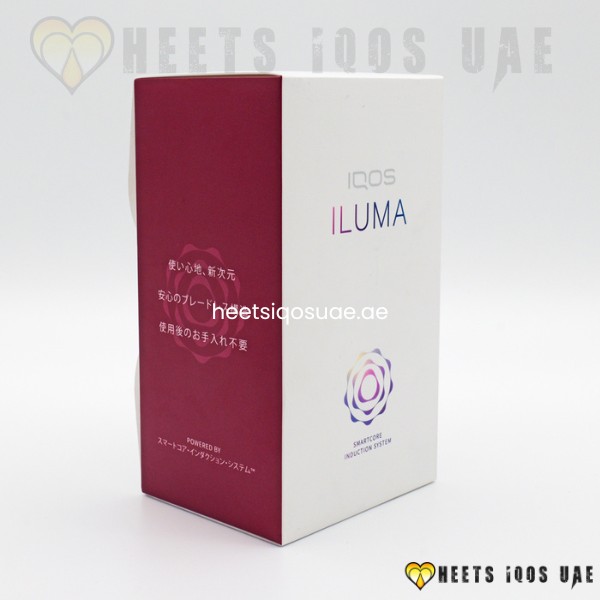 HEETS iQOS UAE
IQOS
ILUMA
使い心地、新次元
安心のブレード
heetsiqosuae.ae
使用後のお手入れ不要
SMARTCORE
INDUCTION SYSTEM
POWERED BY
スマートコア・インダクション・システム™
HEETS iQOS UAE